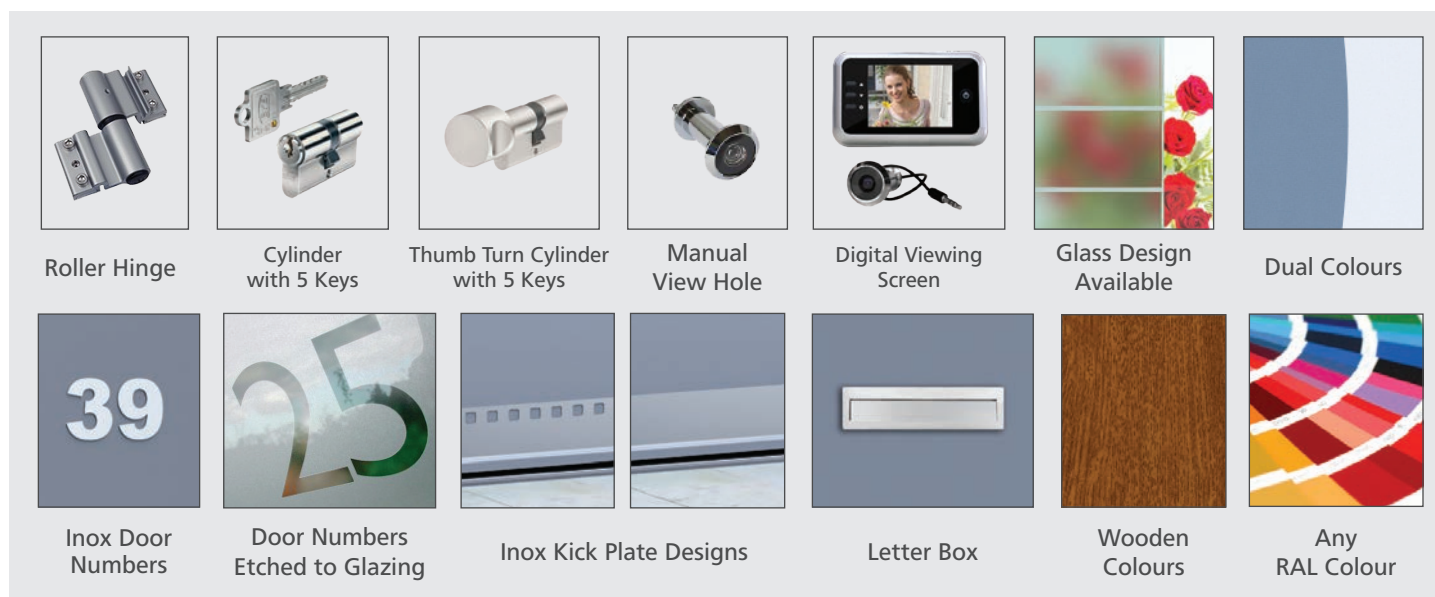 Roller Hinge
Cylinder
with 5 Keys
Thumb Turn Cylinder
with 5 Keys
Manual
View Hole
Digital Viewing
Screen
Glass Design
Available
Dual Colours
39
25
Inox Door
Numbers
Door Numbers
Etched to Glazing
Inox Kick Plate Designs
Letter Box
Wooden
Colours
Any
RAL Colour